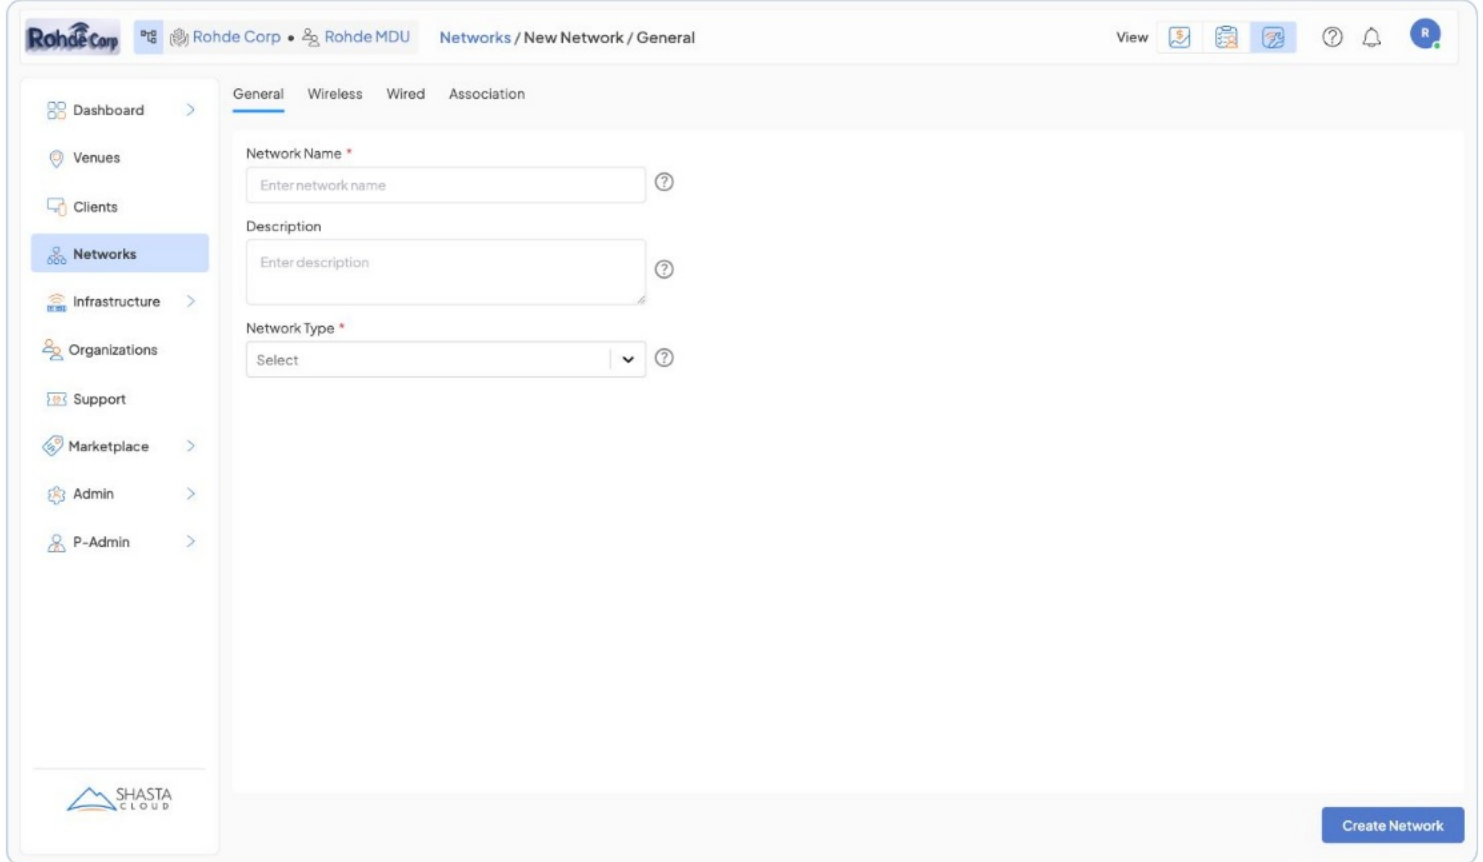 Rohde Corp Rohde Corp • Rohde MDU Networks / New Network / General View R
Dashboard
Venues
Clients
Networks
Infrastructure
Organizations
Support
Marketplace
Admin
P-Admin
SHASTA
CLOUD
General Wireless Wired Association
Network Name *
Enter network name
Description
Enter description
Network Type *
Select
Create Network